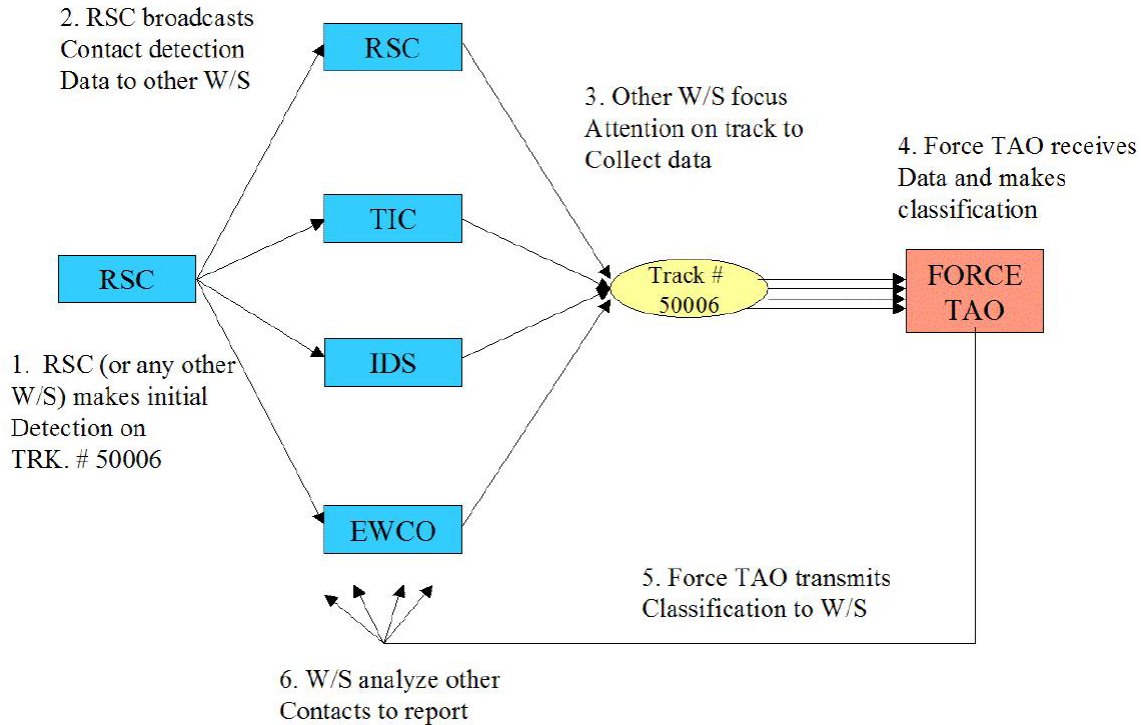 2. RSC broadcasts
Contact detection
Data to other W/S
RSC
3. Other W/S focus
Attention on track to
Collect data
4. Force TAO receives
Data and makes
classification
TIC
RSC
Track #
50006
FORCE
TAO
1. RSC (or any other
W/S) makes initial
Detection on
TRK. # 50006
IDS
EWCO
5. Force TAO transmits
Classification to W/S
6. W/S analyze other
Contacts to report